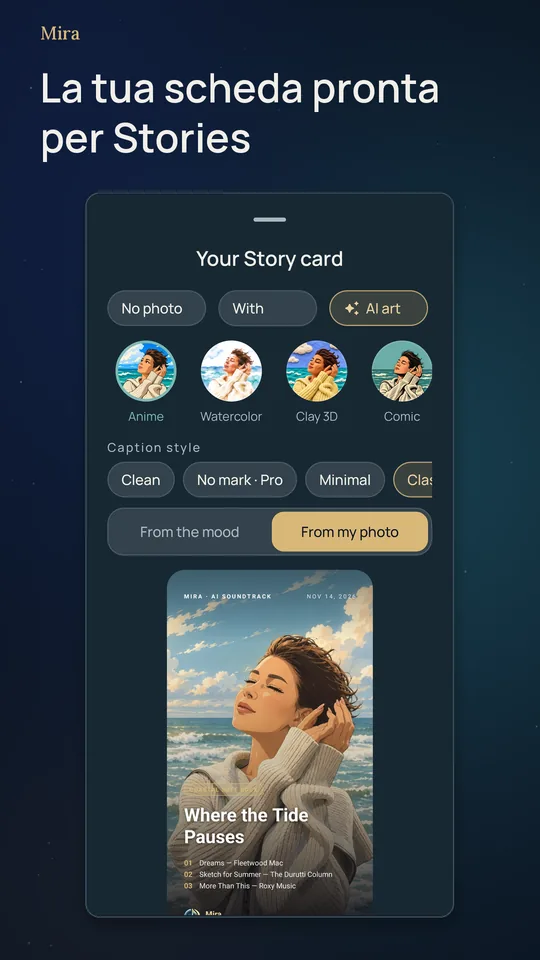 Mira
La tua scheda pronta
per Stories
Your Story card
No photo
With
AI art
Anime
Watercolor
Clay 3D
Comic
Caption style
Clean
No mark · Pro
Minimal
Clas
From the mood
From my photo
MIRA · AI SOUNDTRACK
NOV 14, 202
Where the Tide
Pauses
01 Dreams — Fleetwood Mac
02 Sketch for Summer — The Durutti Column
03 More Than This — Roxy Music
Mira